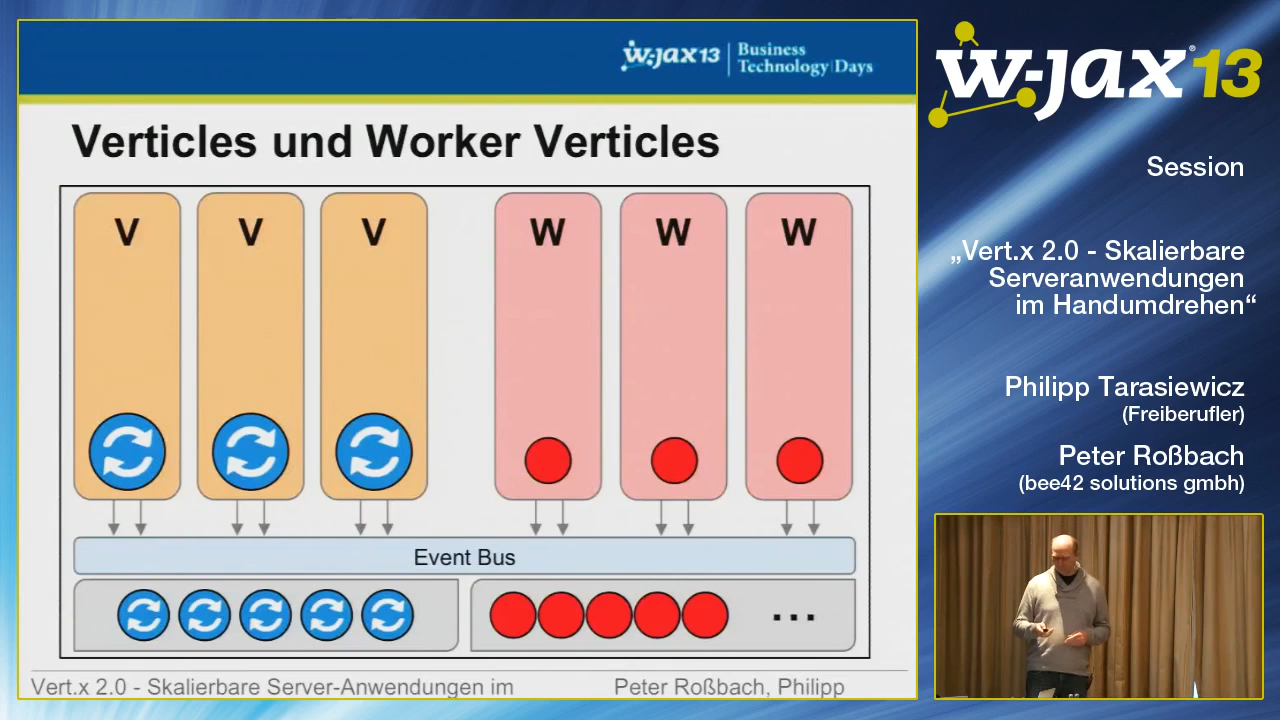 w-jax 13 Business
Technology Days
Verticles und Worker Verticles
V V V W W W
Event Bus
...
Vert.x 2.0 - Skalierbare Server-Anwendungen im Peter Roßbach, Philipp
w-jax® 13
Session
„Vert.x 2.0 - Skalierbare
Serveranwendungen
im Handumdrehen“
Philipp Tarasiewicz
(Freiberufler)
Peter Roßbach
(bee42 solutions gmbh)